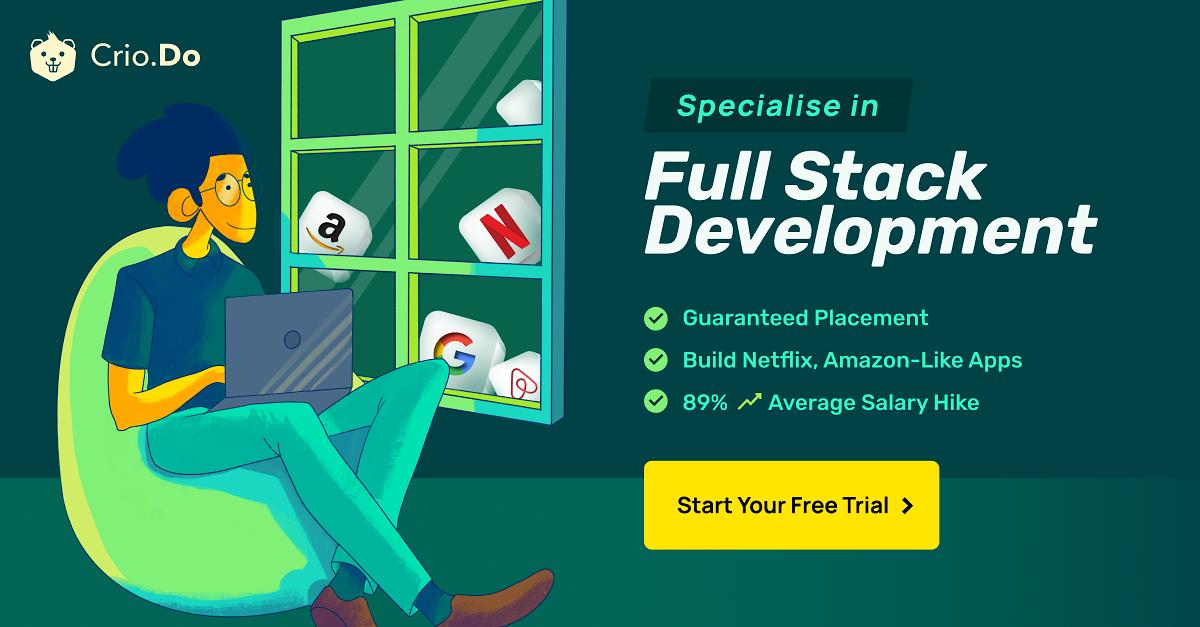 Crio.Do
Specialise in
Full Stack
Development
Guaranteed Placement
Build Netflix, Amazon-Like Apps
89% Average Salary Hike
Start Your Free Trial
a
N
G